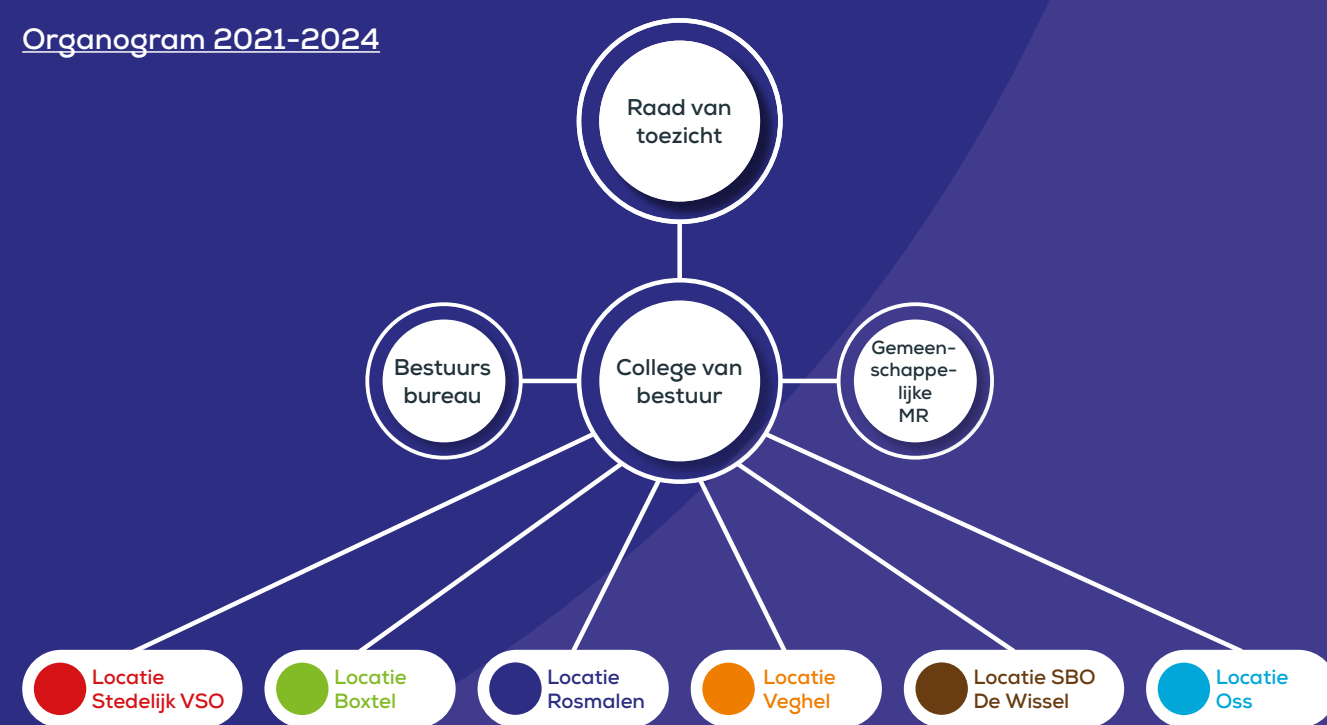 Organogram 2021-2024
Raad van
toezicht
Bestuurs
bureau
College van
bestuur
Gemeen-
schappe-
lijke
MR
Locatie
Stedelijk VSO
Locatie
Boxtel
Locatie
Rosmalen
Locatie
Veghel
Locatie SBO
De Wissel
Locatie
Oss